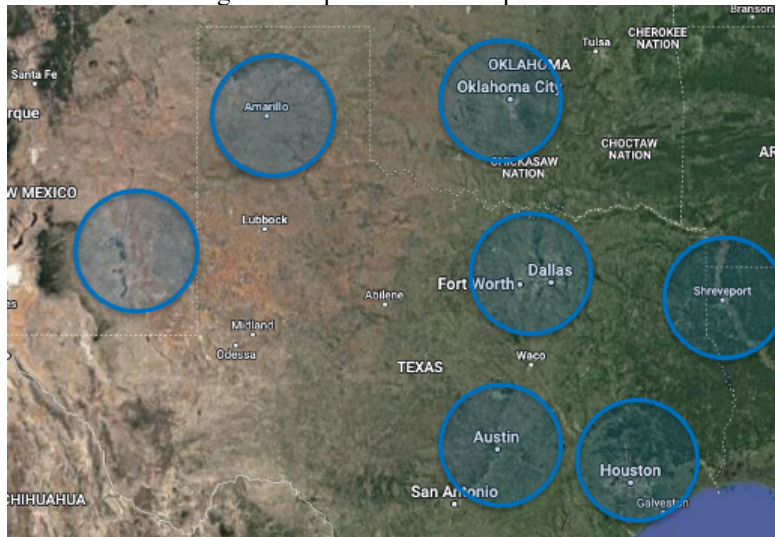 Branson
Tulsa
CHEROKEE
NATION
Santa Fe
OKLAHOMA
Oklahoma City
Amarillo
rque
CHOCTAW
NATION
AR
CHICKASAW
NATION
W MEXICO
Lubbock
Fort Worth
Dallas
Shreveport
Abilene
es
Midland
Odessa
Waco
TEXAS
Austin
Houston
San Antonio
CHIHUAHUA
Galveston